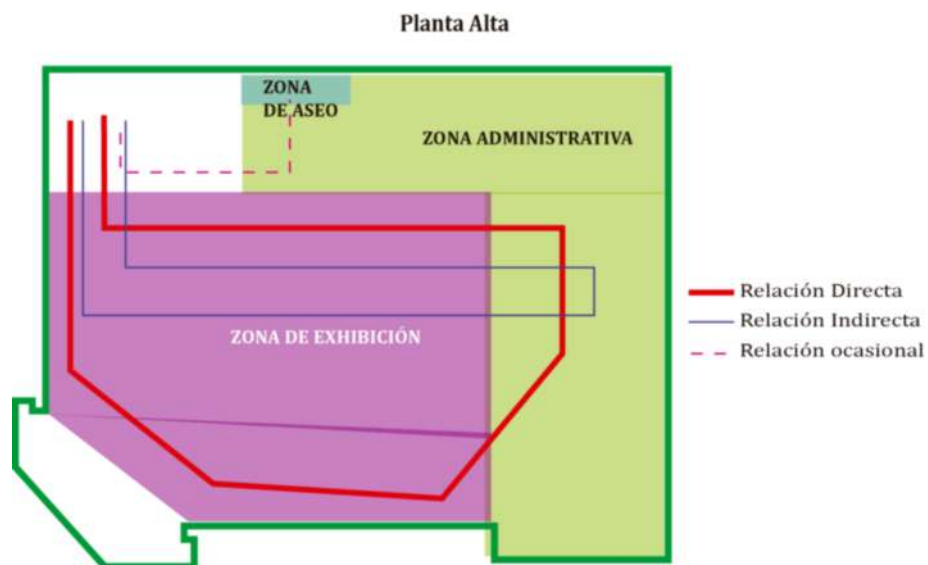 Planta Alta
ZONA
DE ASEO
ZONA ADMINISTRATIVA
ZONA DE EXHIBICIÓN
Relación Directa
Relación Indirecta
Relación ocasional